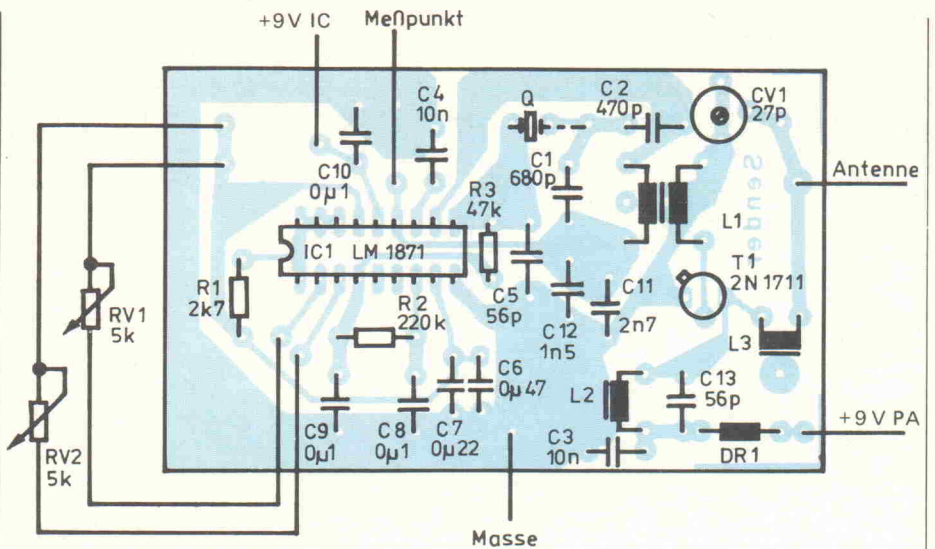 +9V IC
Meßpunkt
C4
10n
Q
C2
470p
CV1
27p
C10
0µ1
C1
680p
R3
47k
Sender
Antenne
L1
IC1 LM 1871
R1
2k7
R2
220k
C5
56p
C12
1n5
C11
2n7
T1
2N1711
RV1
5k
L3
C6
0µ47
L2
C13
56p
C9
0µ1
C8
0µ1
C7
0µ22
C3
10n
DR1
+9V PA
RV2
5k
Masse